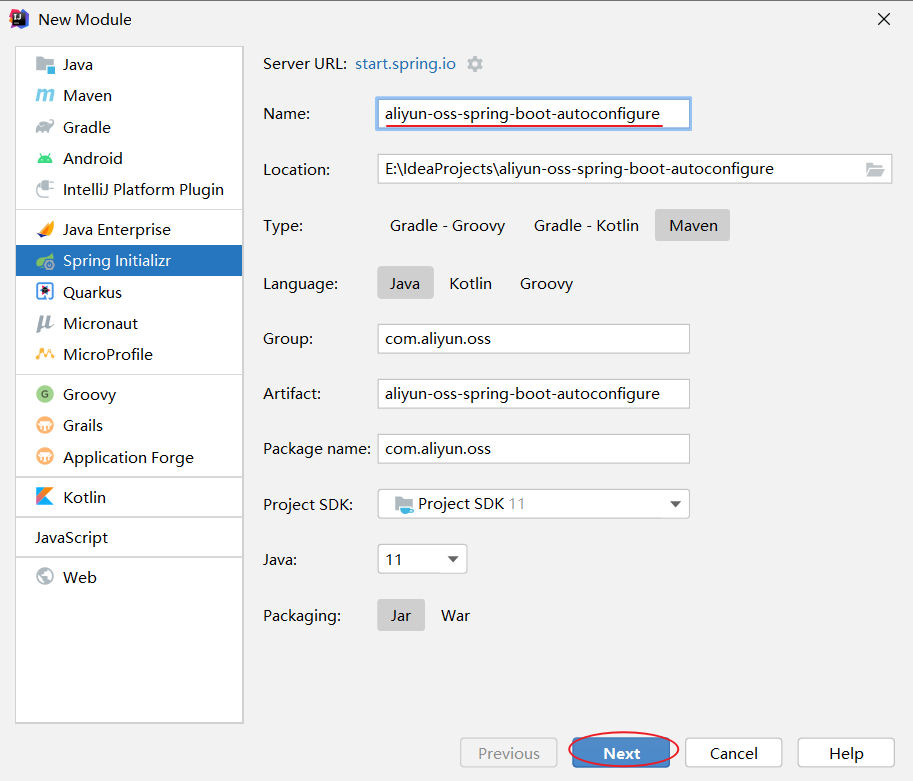 New Module
Java
Maven
Gradle
Android
IntelliJ Platform Plugin
Java Enterprise
Spring Initializr
Quarkus
Micronaut
MicroProfile
Groovy
Grails
Application Forge
Kotlin
JavaScript
Web
Server URL: start.spring.io
Name: aliyun-oss-spring-boot-autoconfigure
Location: E:\IdeaProjects\aliyun-oss-spring-boot-autoconfigure
Type: Gradle - Groovy Gradle - Kotlin Maven
Language: Java Kotlin Groovy
Group: com.aliyun.oss
Artifact: aliyun-oss-spring-boot-autoconfigure
Package name: com.aliyun.oss
Project SDK: Project SDK 11
Java: 11
Packaging: Jar War
Previous Next Cancel Help